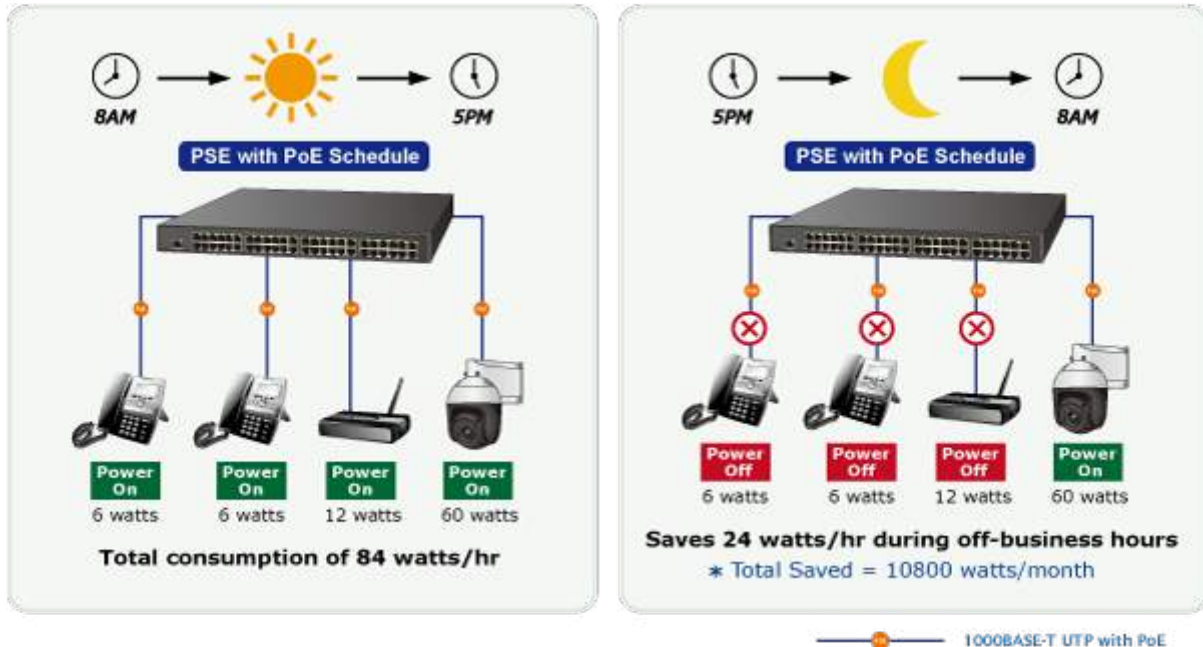 8AM
5PM
PSE with PoE Schedule
Power On
6 watts
Power On
6 watts
Power On
12 watts
Power On
60 watts
Total consumption of 84 watts/hr
5PM
8AM
PSE with PoE Schedule
Power Off
6 watts
Power Off
6 watts
Power Off
12 watts
Power On
60 watts
Saves 24 watts/hr during off-business hours
* Total Saved = 10800 watts/month
1000BASE-T UTP with PoE